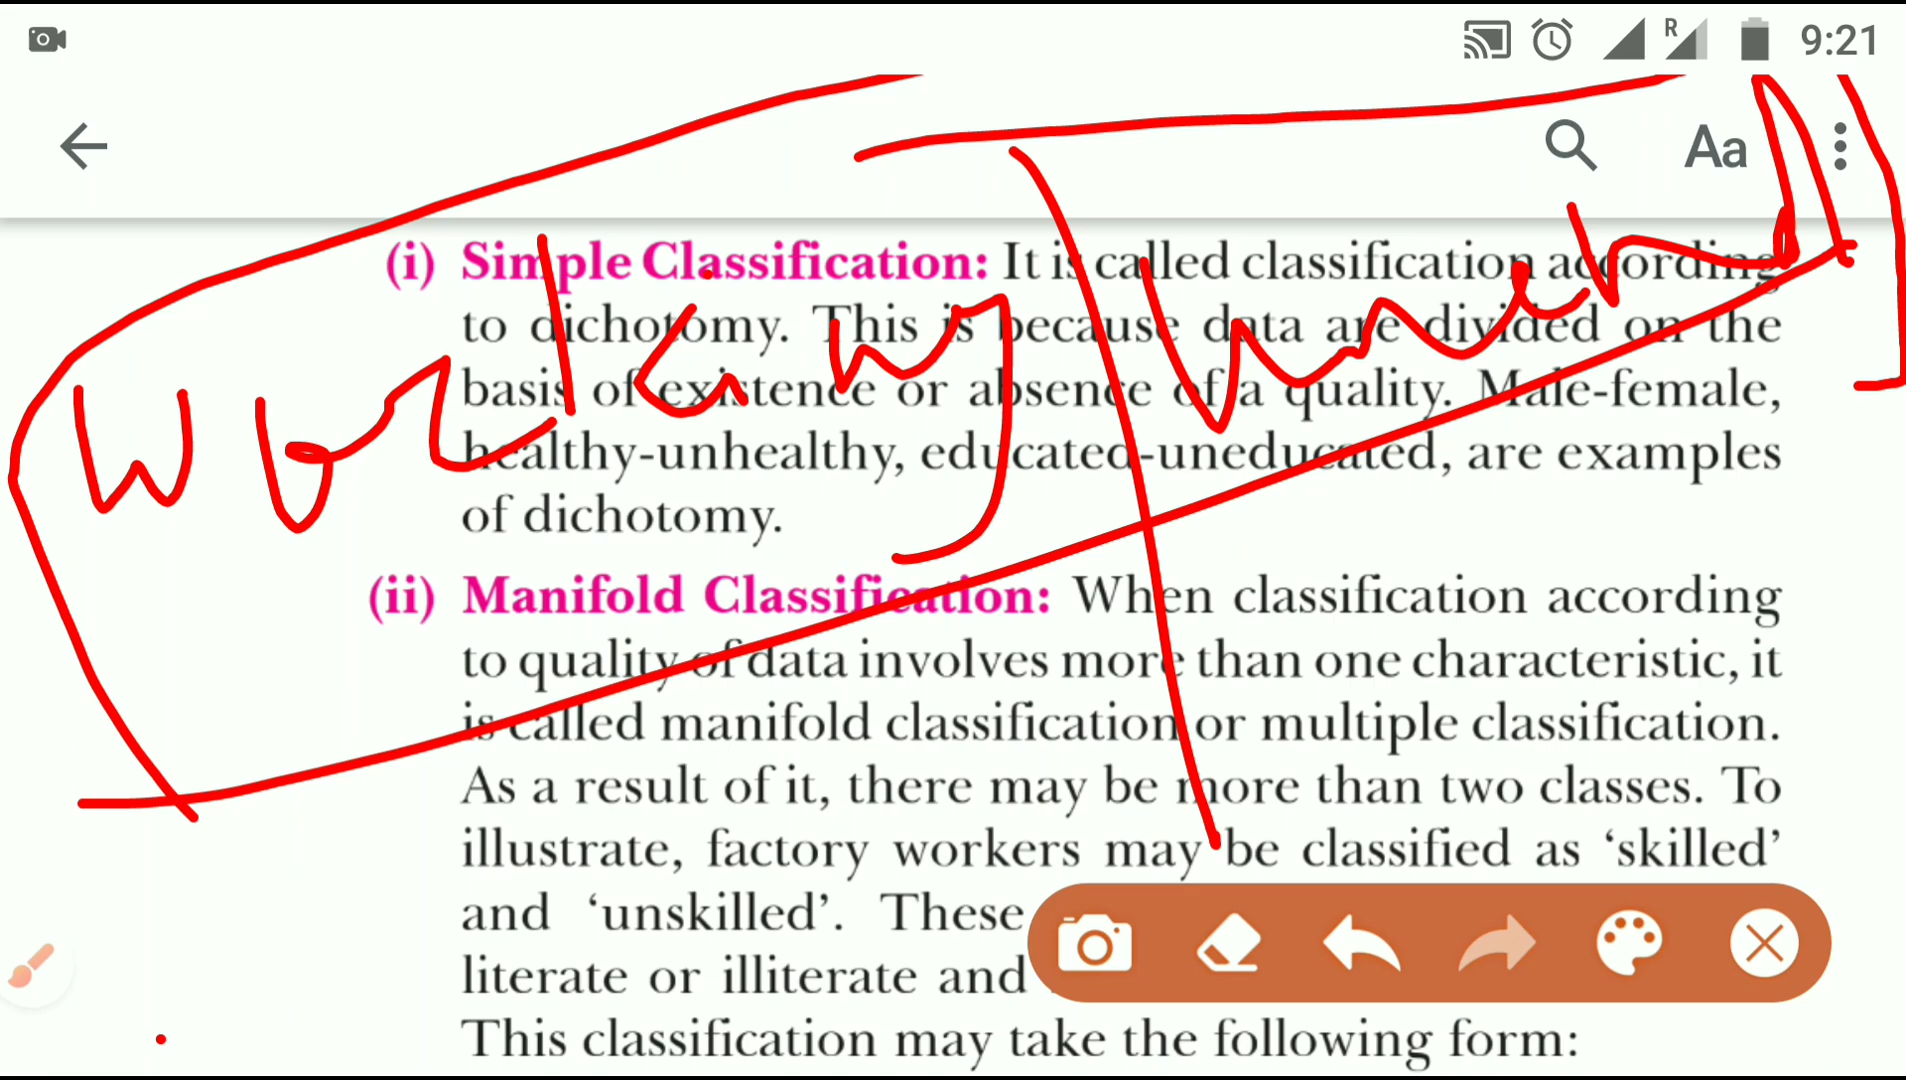 R 9:21
Aa
(i) Simple Classification: It is called classification according
to dichotomy. This is because data are divided on the
basis of existence or absence of a quality. Male-female,
healthy-unhealthy, educated-uneducated, are examples
of dichotomy.
Working
(ii) Manifold Classification: When classification according
to quality of data involves more than one characteristic, it
is called manifold classification or multiple classification.
As a result of it, there may be more than two classes. To
illustrate, factory workers may be classified as ‘skilled’
and ‘unskilled’. These
literate or illiterate and
This classification may take the following form: